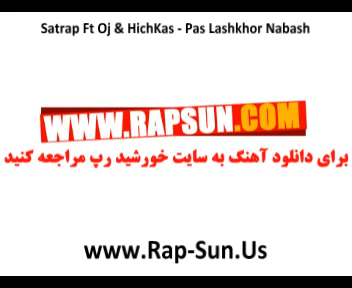 Satrap Ft Oj & HichKas - Pas Lashkhor Nabash
WWW.RAPSUN.COM
برای دانلود آهنگ به سایت خورشید رپ مراجعه کنید
www.Rap-Sun.Us